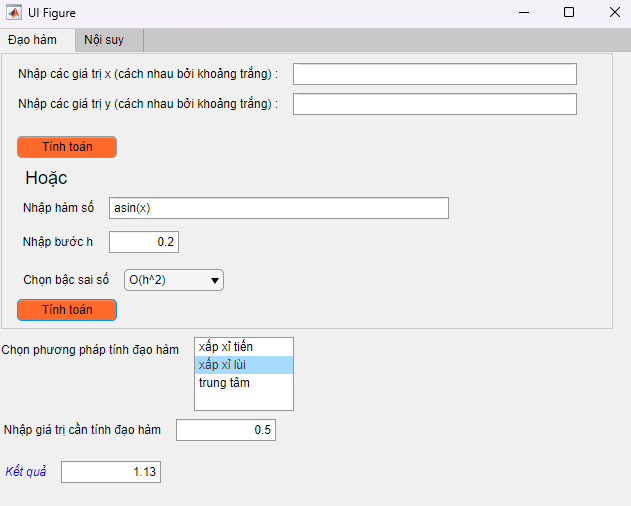 UI Figure
Đạo hàm Nội suy
Nhập các giá trị x (cách nhau bởi khoảng trắng) :
Nhập các giá trị y (cách nhau bởi khoảng trắng) :
Tính toán
Hoặc
Nhập hàm số asin(x)
Nhập bước h 0.2
Chọn bậc sai số O(h^2)
Tính toán
Chọn phương pháp tính đạo hàm xấp xỉ tiến
xấp xỉ lùi
trung tâm
Nhập giá trị cần tính đạo hàm 0.5
Kết quả 1.13